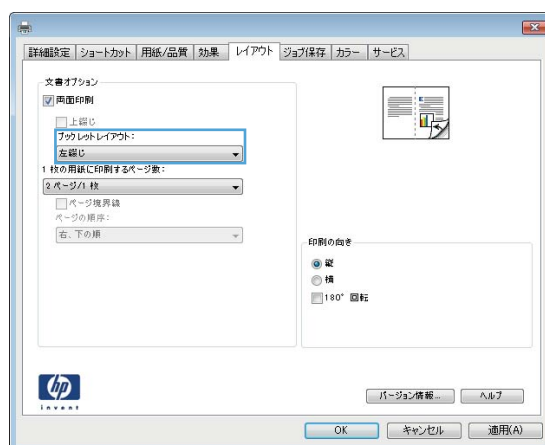 詳細設定 ショートカット 用紙/品質 効果 レイアウト ジョブ保存 カラー サービス
文書オプション
両面印刷
上綴じ
ブックレットレイアウト:
左綴じ
1 枚の用紙に印刷するページ数:
2 ページ/1 枚
ページ境界線
ページの順序:
右、下の順
印刷の向き
縦
横
180° 回転
hp
invent
バージョン情報... ヘルプ
OK キャンセル 適用(A)